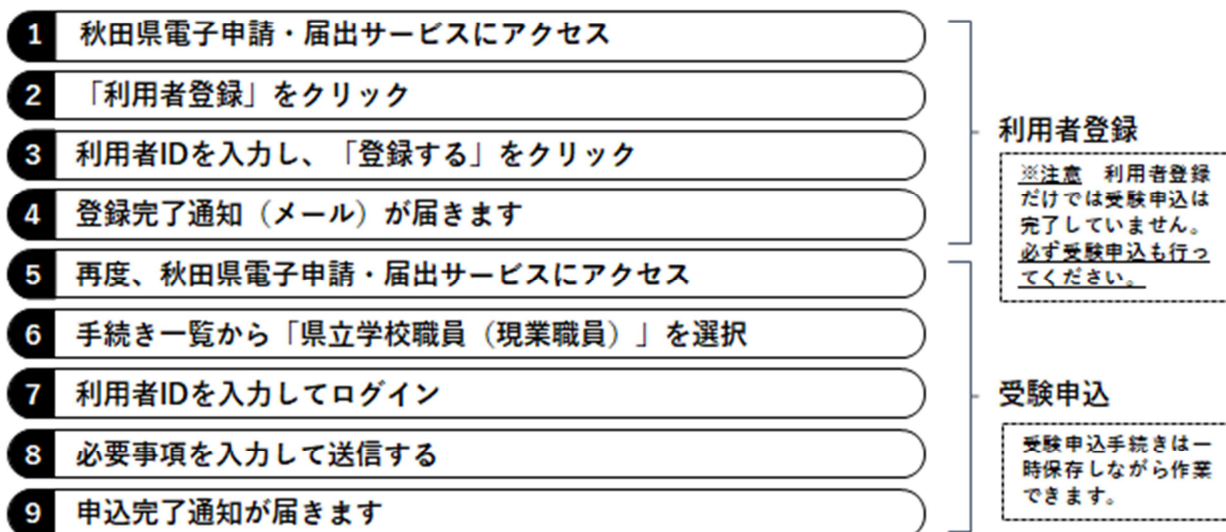 1 秋田県電子申請・届出サービスにアクセス
2 「利用者登録」をクリック
3 利用者IDを入力し、「登録する」をクリック
4 登録完了通知（メール）が届きます
利用者登録
※注意　利用者登録
だけでは受験申込は
完了していません。
必ず受験申込も行っ
てください。
5 再度、秋田県電子申請・届出サービスにアクセス
6 手続き一覧から「県立学校職員（現業職員）」を選択
7 利用者IDを入力してログイン
8 必要事項を入力して送信する
9 申込完了通知が届きます
受験申込
受験申込手続きは一
時保存しながら作業
できます。